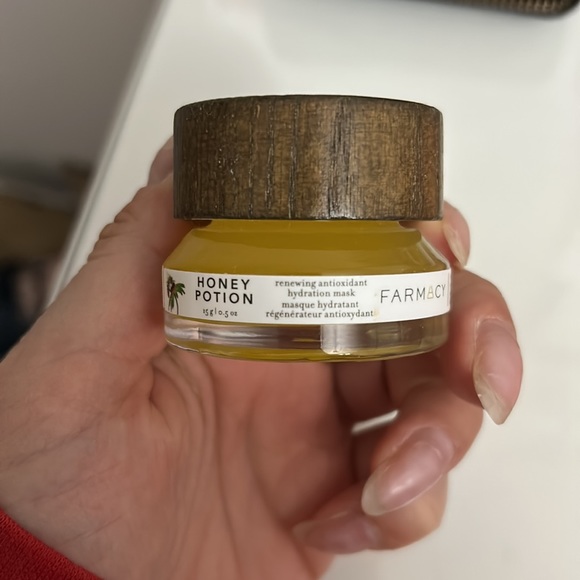 HONEY
POTION
15 g | 0.5 oz
renewing antioxidant
hydration mask
masque hydratant
régénérateur antioxydant
FARMACY